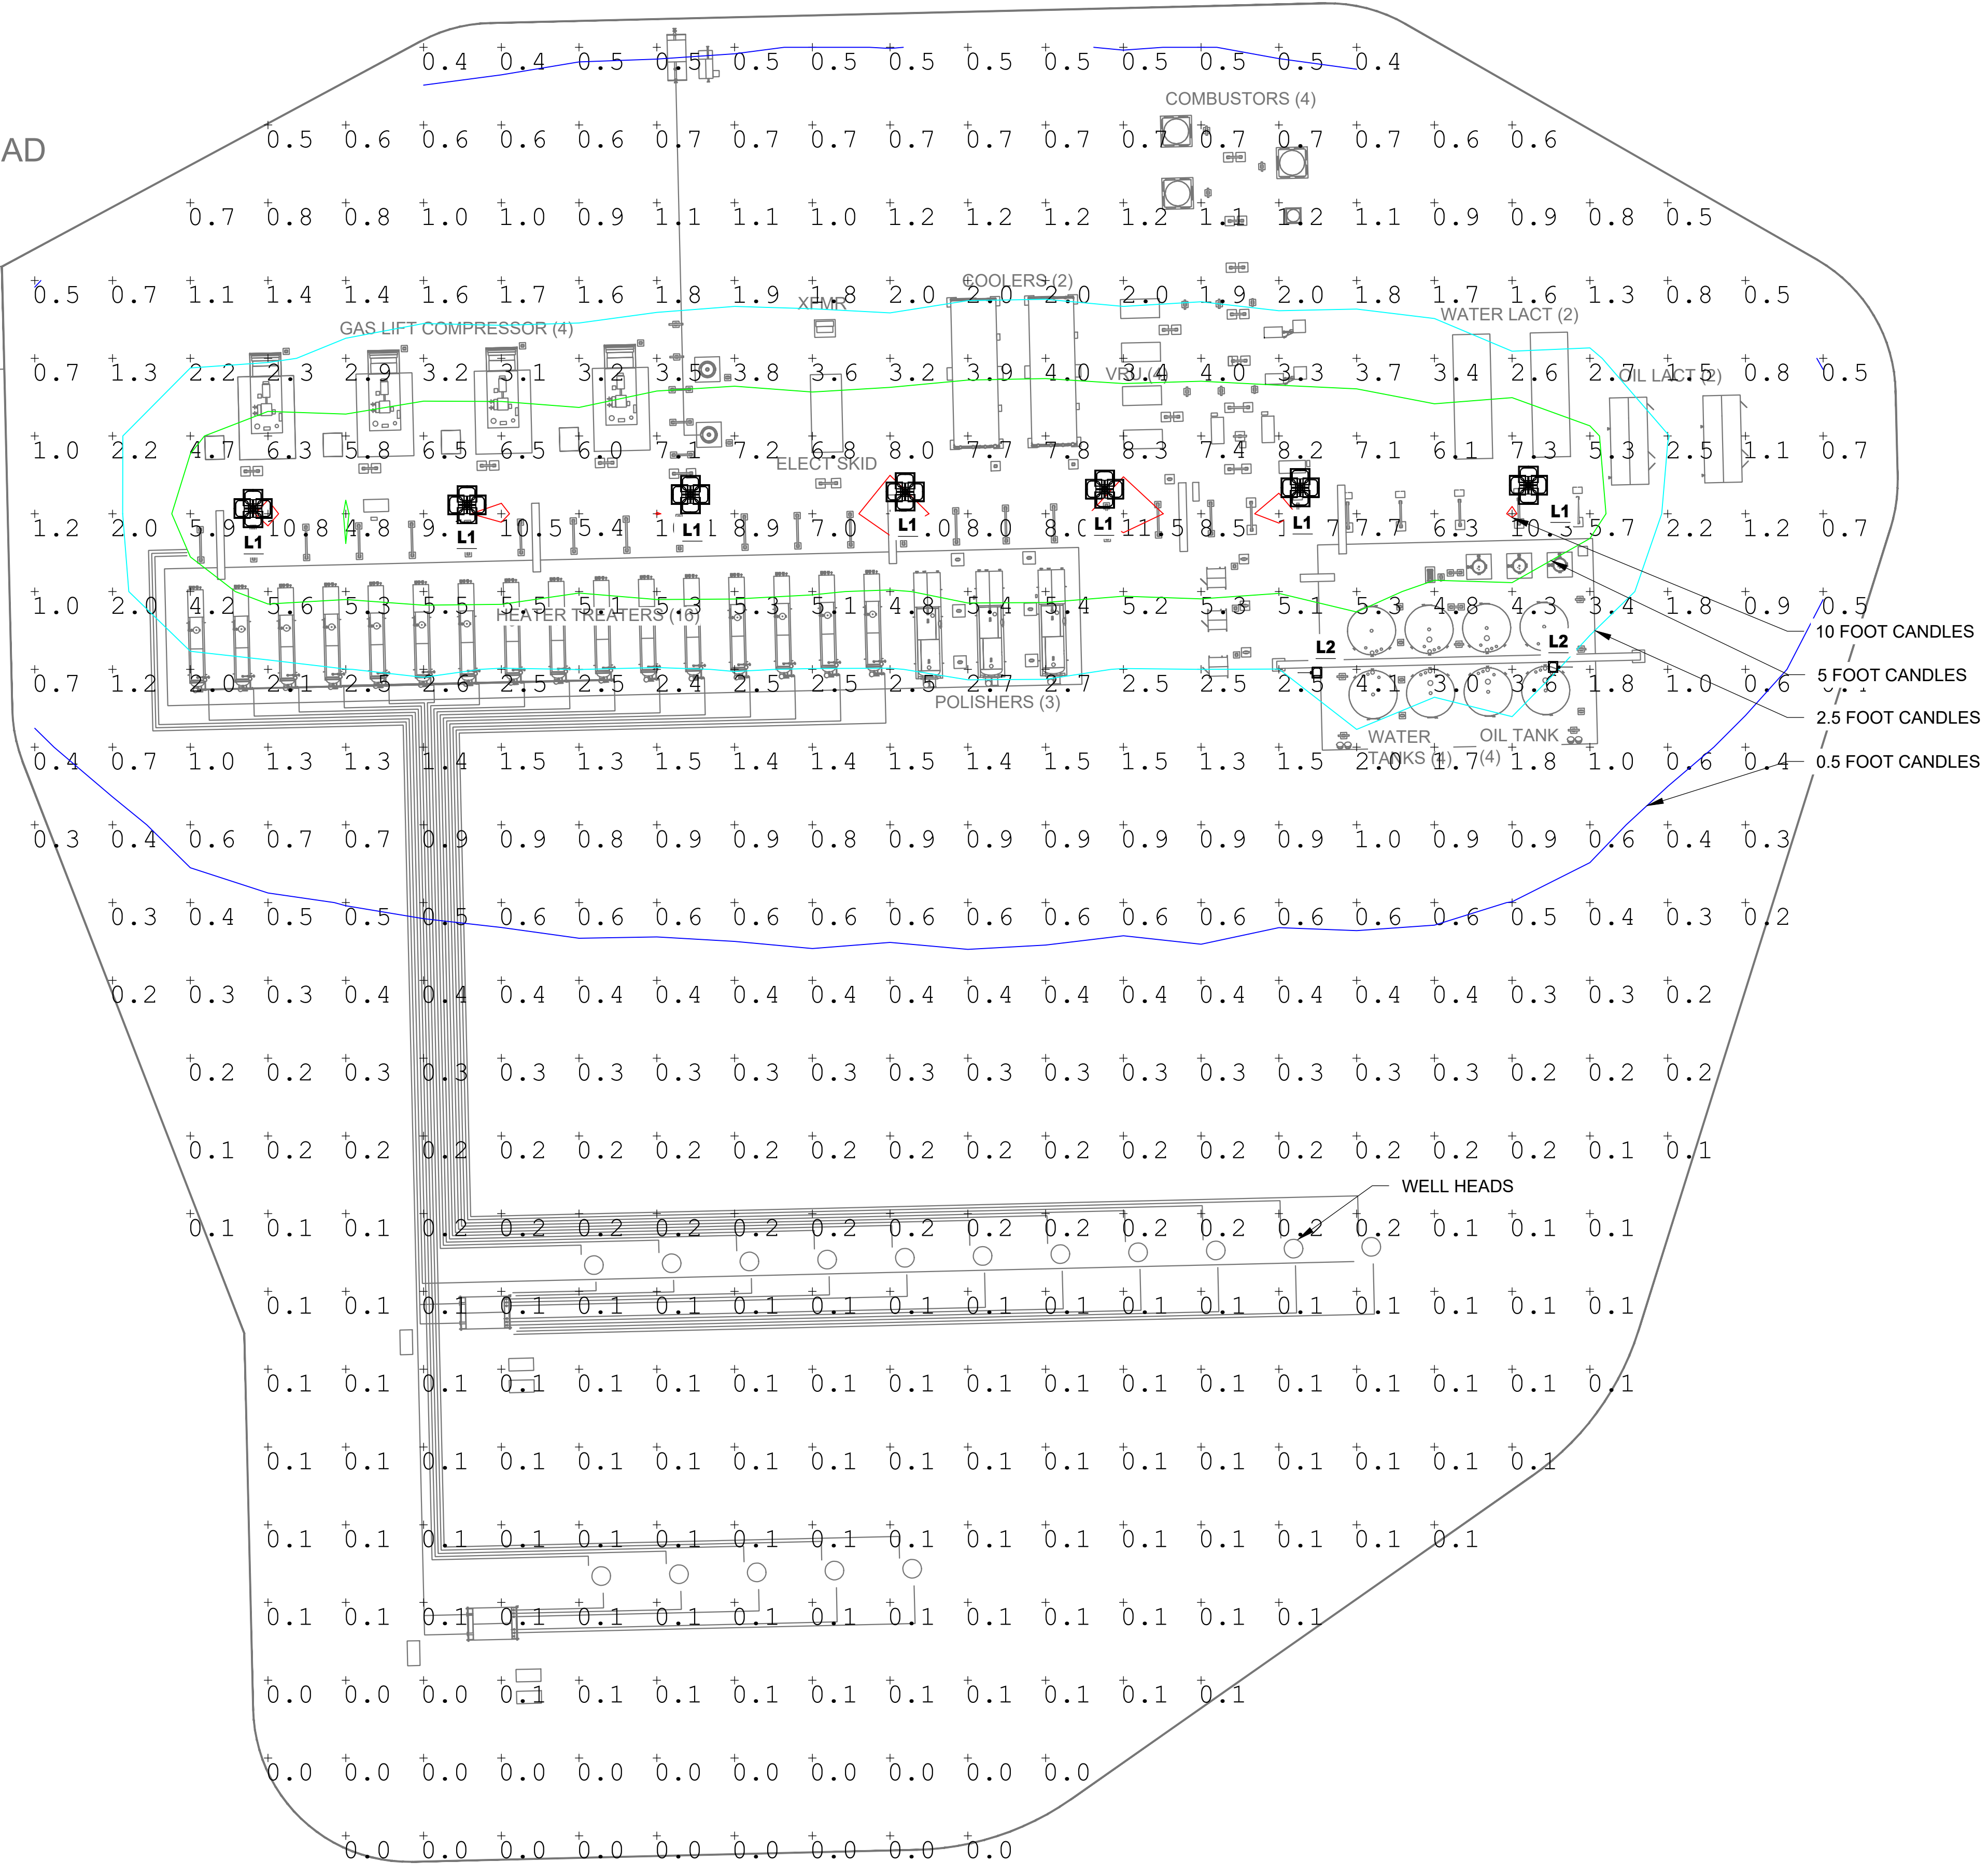 0.4 0.4 0.5 0.5 0.5 0.5 0.5 0.5 0.5 0.5 0.5 0.5 0.4
COMBUSTORS (4)
AD
0.5 0.6 0.6 0.6 0.6 0.7 0.7 0.7 0.7 0.7 0.7 0.7 0.7 0.7 0.7 0.6 0.6
0.7 0.8 0.8 1.0 1.0 0.9 1.1 1.1 1.0 1.2 1.2 1.2 1.2 1.1 1.2 1.1 0.9 0.9 0.8 0.5
COOLERS (2)
0.5 0.7 1.1 1.4 1.4 1.6 1.7 1.6 1.8 1.9 1.8 2.0 2.0 2.0 2.0 1.9 2.0 1.8 1.7 1.6 1.3 0.8 0.5
XFMR
WATER LACT (2)
GAS LIFT COMPRESSOR (4)
0.7 1.3 2.2 2.3 2.9 3.2 3.1 3.2 3.5 3.8 3.6 3.2 3.9 4.0 3.4 4.0 3.3 3.7 3.4 2.6 2.7 1.5 0.8 0.5
VRU (4)
OIL LACT (2)
1.0 2.2 4.7 6.3 5.8 6.5 6.5 6.0 7.1 7.2 6.8 8.0 7.7 7.8 8.3 7.4 8.2 7.1 6.1 7.3 5.3 2.5 1.1 0.7
ELECT SKID
L1 L1 L1 L1 L1 L1 L1
1.2 2.0 5.9 10.8 4.8 10.5 5.4 8.9 7.0 8.0 8.0 11.5 8.5 7.7 6.3 10.3 5.7 2.2 1.2 0.7
1.0 2.0 4.2 5.6 5.3 5.5 5.5 5.1 5.3 5.3 5.1 4.8 5.4 5.4 5.2 5.3 5.1 5.3 4.8 4.3 3.4 1.8 0.9 0.5
HEATER TREATERS (16)
10 FOOT CANDLES
L2 L2
5 FOOT CANDLES
0.7 1.2 2.0 2.1 2.5 2.6 2.5 2.5 2.4 2.5 2.5 2.5 2.7 2.7 2.5 2.5 2.5 4.1 3.0 3.6 1.8 1.0 0.6
POLISHERS (3)
2.5 FOOT CANDLES
WATER
TANKS (4)
OIL TANK
(4)
0.4 0.7 1.0 1.3 1.3 1.4 1.5 1.3 1.5 1.4 1.4 1.5 1.5 1.5 1.5 1.3 1.5 2.0 1.7 1.8 1.0 0.6 0.4
0.5 FOOT CANDLES
0.3 0.4 0.6 0.7 0.7 0.9 0.9 0.8 0.9 0.9 0.8 0.9 0.9 0.9 0.9 0.9 0.9 1.0 0.9 0.9 0.6 0.4 0.3
0.3 0.4 0.5 0.5 0.5 0.6 0.6 0.6 0.6 0.6 0.6 0.6 0.6 0.6 0.6 0.6 0.6 0.6 0.5 0.4 0.3 0.2
0.2 0.3 0.3 0.4 0.4 0.4 0.4 0.4 0.4 0.4 0.4 0.4 0.4 0.4 0.4 0.4 0.4 0.4 0.3 0.3 0.2
0.2 0.2 0.3 0.3 0.3 0.3 0.3 0.3 0.3 0.3 0.3 0.3 0.3 0.3 0.3 0.3 0.3 0.2 0.2 0.2
0.1 0.2 0.2 0.2 0.2 0.2 0.2 0.2 0.2 0.2 0.2 0.2 0.2 0.2 0.2 0.2 0.2 0.2 0.1 0.1
WELL HEADS
0.1 0.1 0.1 0.2 0.2 0.2 0.2 0.2 0.2 0.2 0.2 0.2 0.2 0.2 0.2 0.2 0.1 0.1 0.1
0.1 0.1 0.1 0.1 0.1 0.1 0.1 0.1 0.1 0.1 0.1 0.1 0.1 0.1 0.1 0.1 0.1 0.1
0.1 0.1 0.1 0.1 0.1 0.1 0.1 0.1 0.1 0.1 0.1 0.1 0.1 0.1 0.1 0.1 0.1 0.1
0.1 0.1 0.1 0.1 0.1 0.1 0.1 0.1 0.1 0.1 0.1 0.1 0.1 0.1 0.1 0.1 0.1
0.1 0.1 0.1 0.1 0.1 0.1 0.1 0.1 0.1 0.1 0.1 0.1 0.1 0.1 0.1 0.1
0.1 0.1 0.1 0.1 0.1 0.1 0.1 0.1 0.1 0.1 0.1 0.1 0.1 0.1
0.0 0.0 0.0 0.1 0.1 0.1 0.1 0.1 0.1 0.1 0.1 0.1 0.1
0.0 0.0 0.0 0.0 0.0 0.0 0.0 0.0 0.0 0.0 0.0
0.0 0.0 0.0 0.0 0.0 0.0 0.0 0.0 0.0